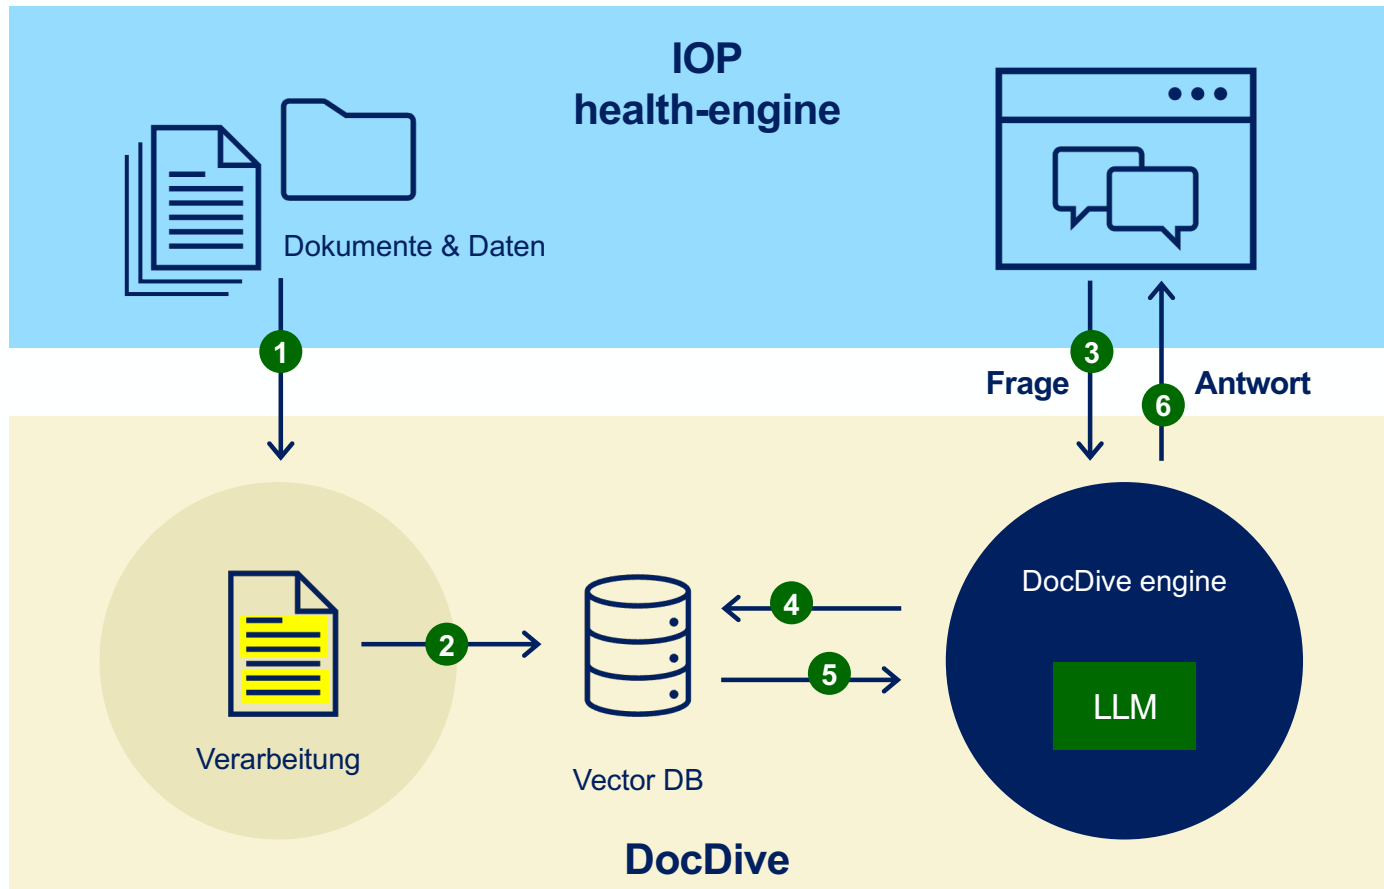 IOP
health-engine
Dokumente & Daten
1
3
Frage
Antwort
6
DocDive engine
4
2
5
LLM
Verarbeitung
Vector DB
DocDive